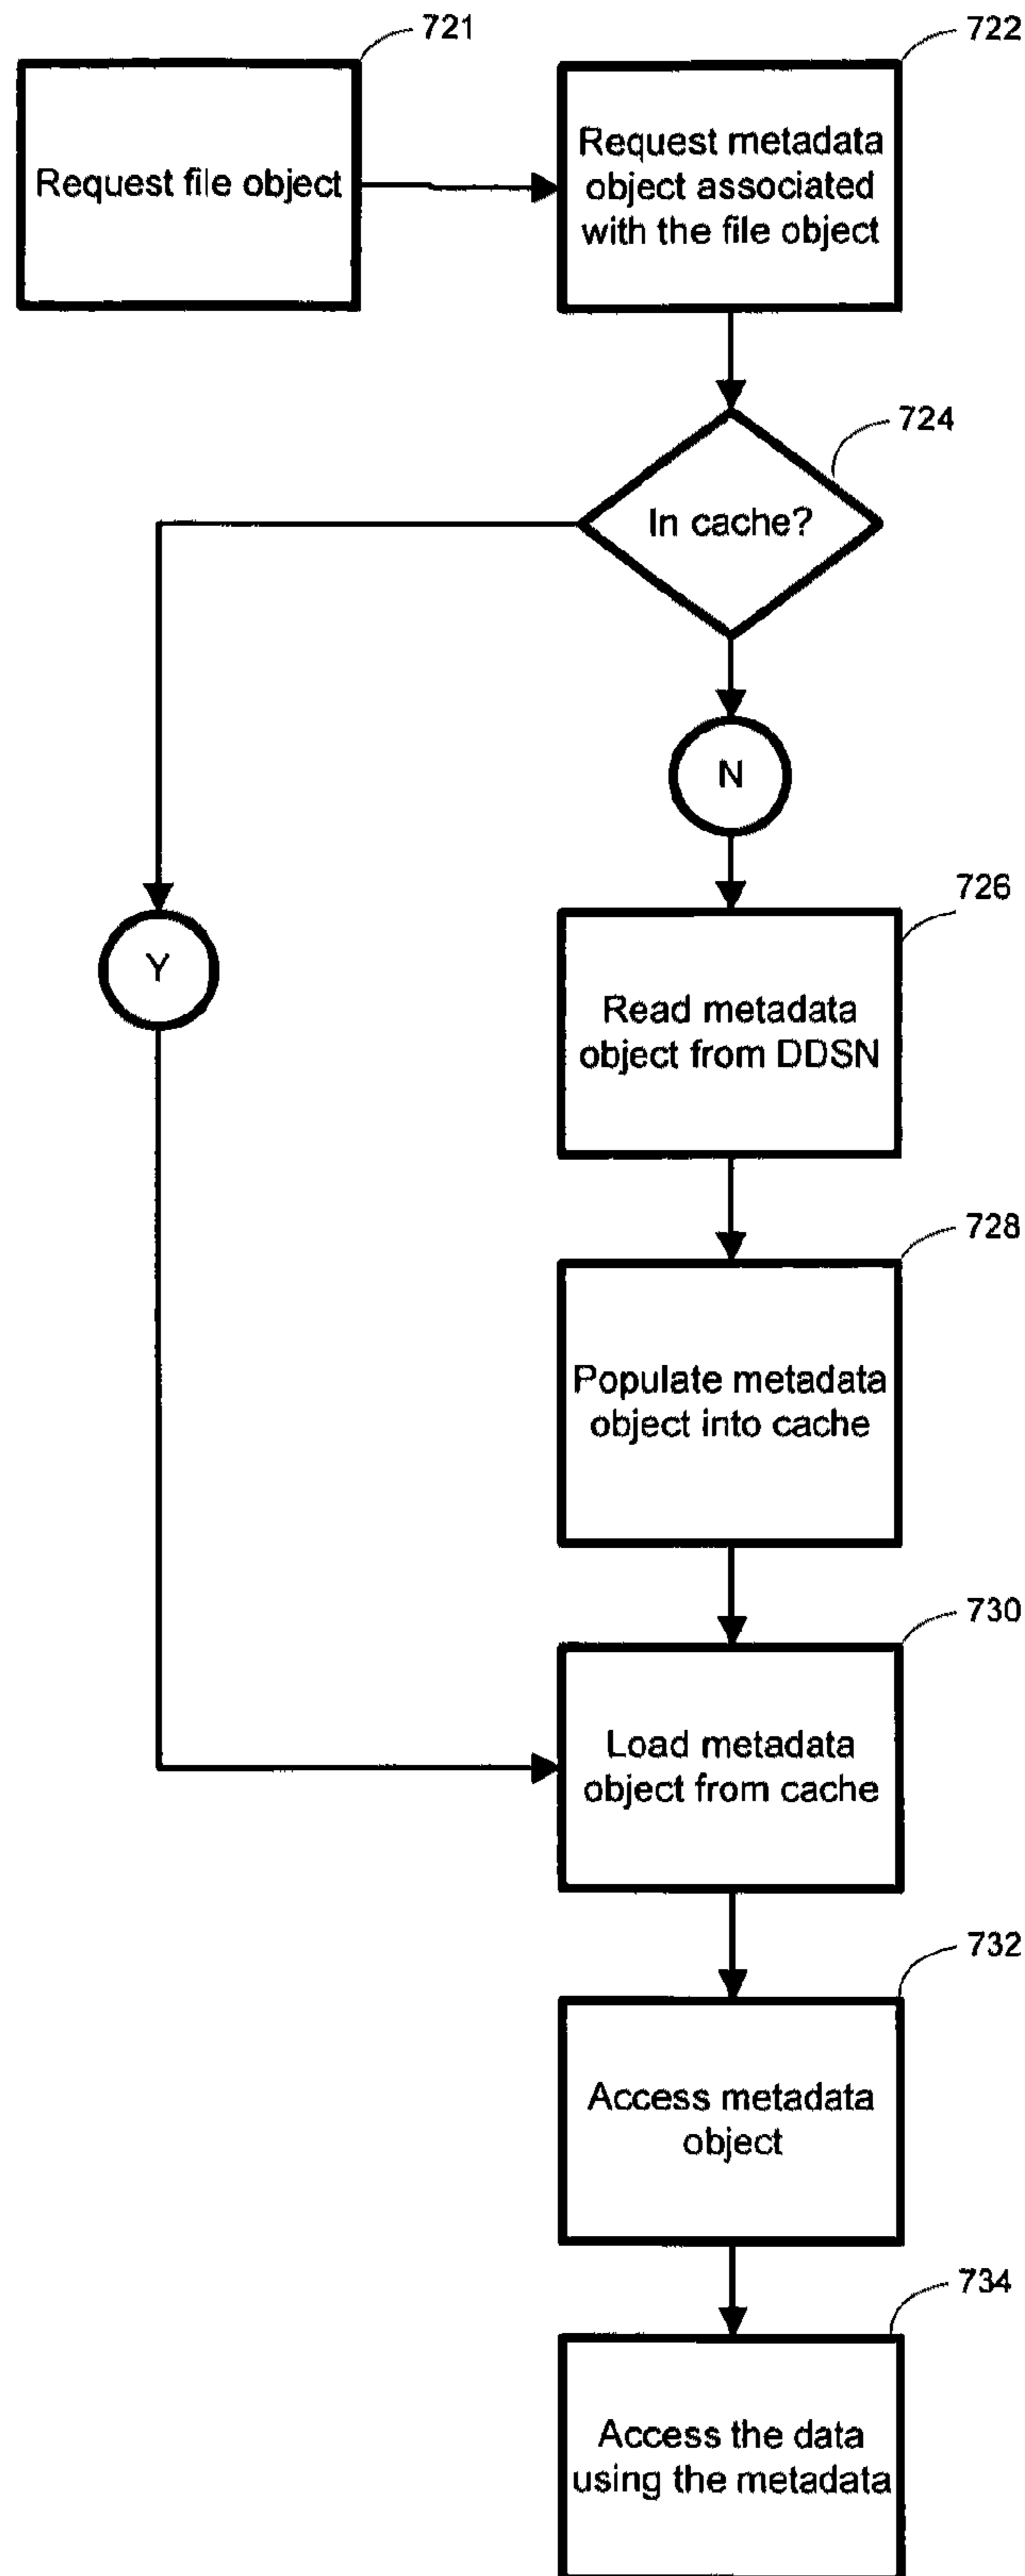 721
Request file object
722
Request metadata
object associated
with the file object
724
In cache?
N
Y
726
Read metadata
object from DDSN
728
Populate metadata
object into cache
730
Load metadata
object from cache
732
Access metadata
object
734
Access the data
using the metadata